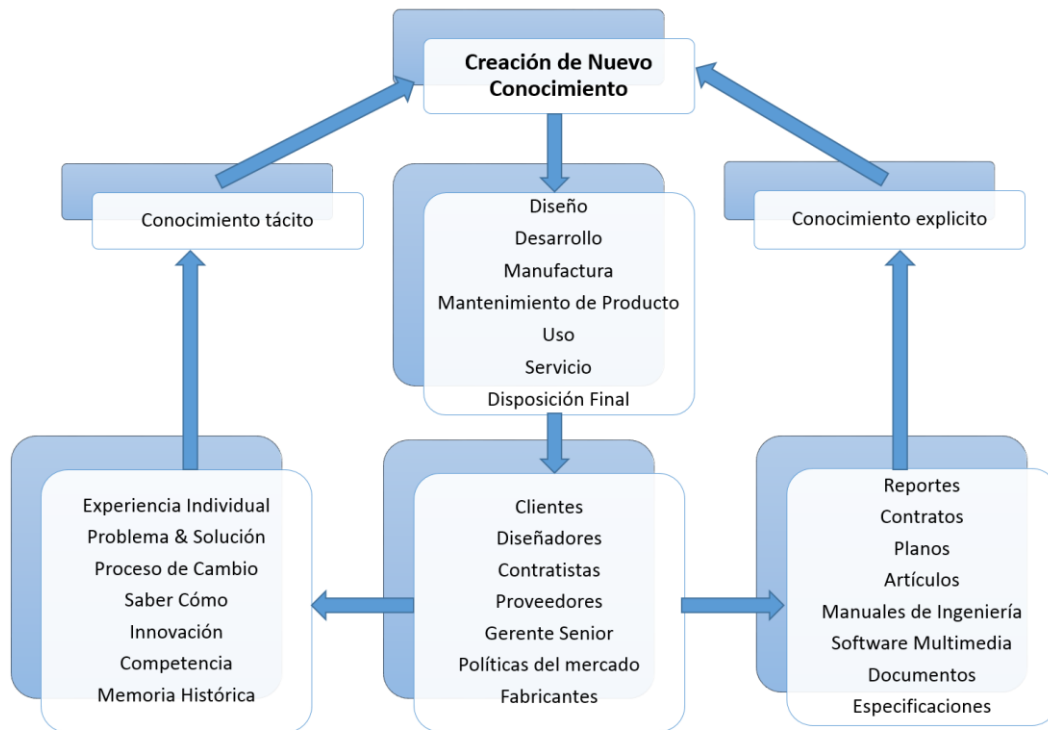 Creación de Nuevo
Conocimiento
Conocimiento tácito
Diseño
Desarrollo
Manufactura
Mantenimiento de Producto
Uso
Servicio
Disposición Final
Conocimiento explicito
Experiencia Individual
Problema & Solución
Proceso de Cambio
Saber Cómo
Innovación
Competencia
Memoria Histórica
Clientes
Diseñadores
Contratistas
Proveedores
Gerente Senior
Políticas del mercado
Fabricantes
Reportes
Contratos
Planos
Artículos
Manuales de Ingeniería
Software Multimedia
Documentos
Especificaciones